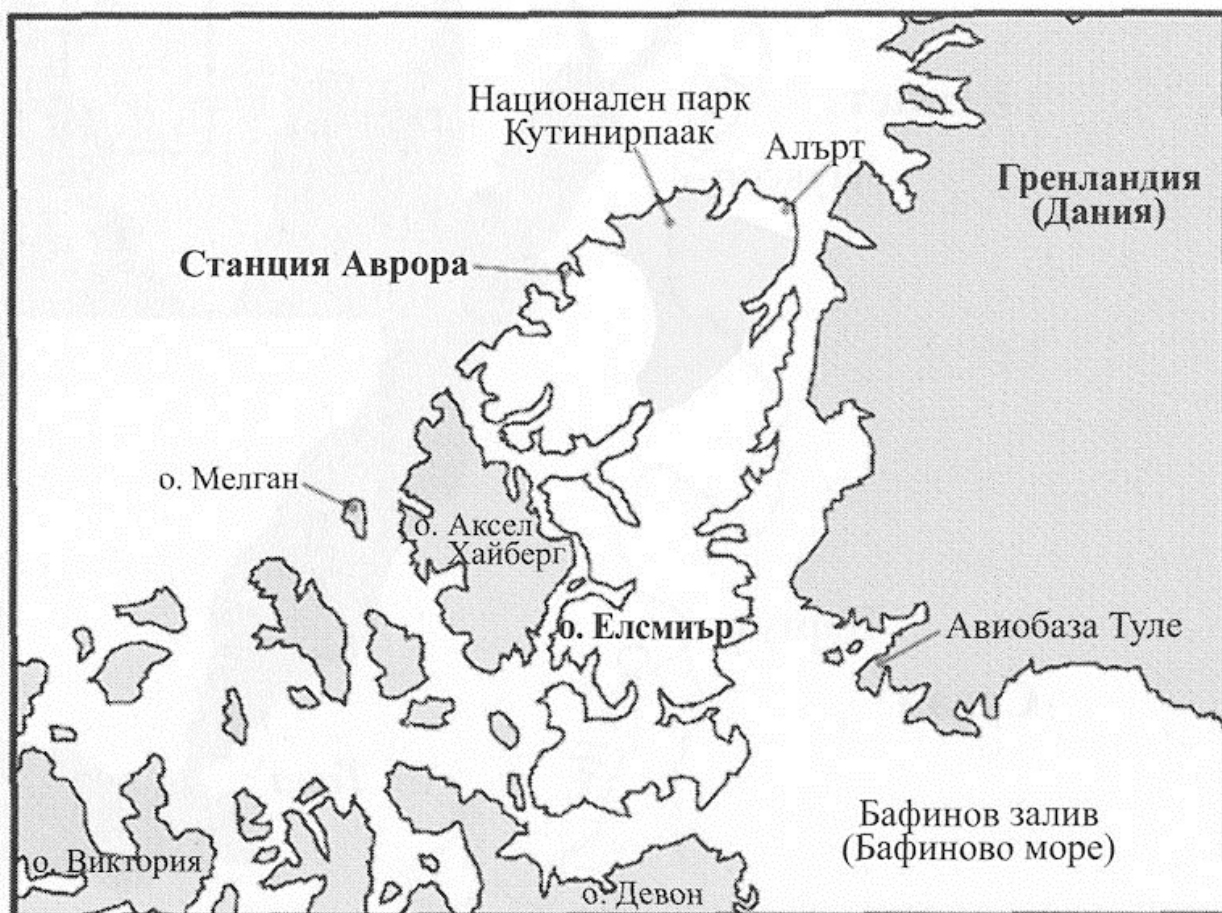 Национален парк
Кутинирпаак
Алърт
Гренландия
(Дания)
Станция Аврора
о. Мелган
о. Аксел
Хайберг
о. Елсмиър
Авиобаза Туле
Бафинов залив
(Бафиново море)
о. Виктория
о. Девон